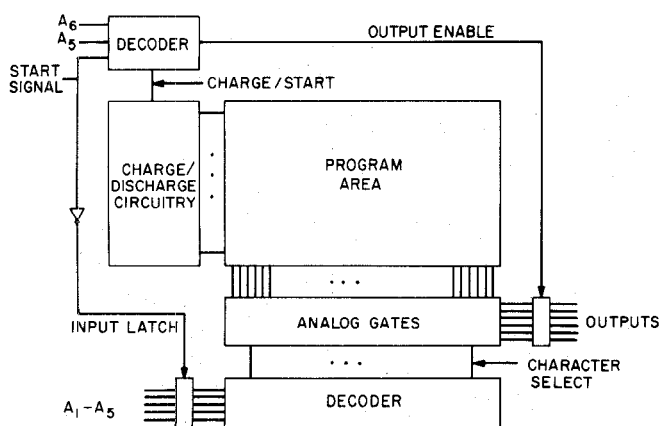 A6
A5
DECODER
OUTPUT ENABLE
START
SIGNAL
CHARGE/START
CHARGE/
DISCHARGE
CIRCUITRY
PROGRAM
AREA
INPUT LATCH
ANALOG GATES
OUTPUTS
CHARACTER
SELECT
A1-A5
DECODER